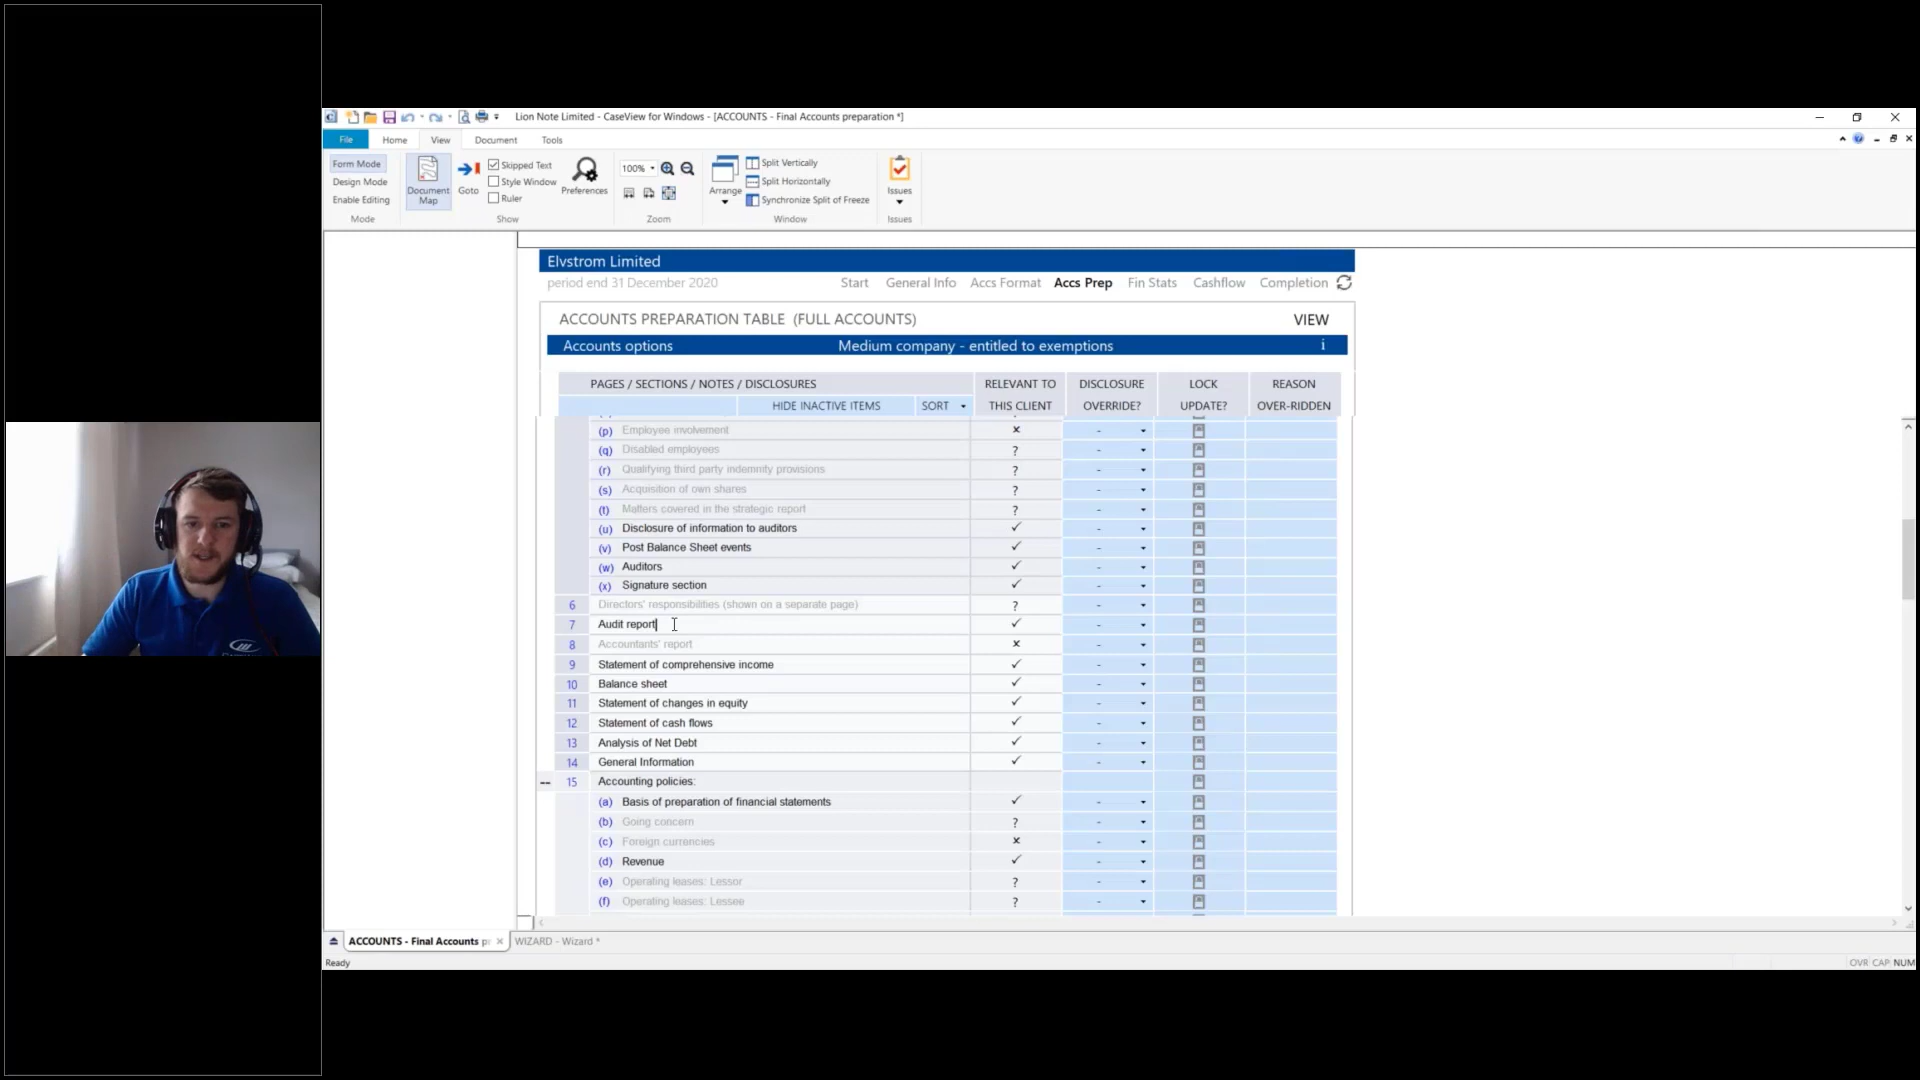 Lion Note Limited - CaseView for Windows - [ACCOUNTS - Final Accounts preparation *]
File Home View Document Tools
Form Mode
Design Mode
Enable Editing
Mode
Document Map
Goto
Skipped Text
Style Window
Ruler
Show
Preferences
100%
Zoom
Arrange
Split Vertically
Split Horizontally
Synchronize Split of Freeze
Window
Issues
Issues
Elvstrom Limited
period end 31 December 2020 Start General Info Accs Format Accs Prep Fin Stats Cashflow Completion
ACCOUNTS PREPARATION TABLE (FULL ACCOUNTS) VIEW
Accounts options Medium company - entitled to exemptions i
PAGES / SECTIONS / NOTES / DISCLOSURES RELEVANT TO DISCLOSURE LOCK REASON
HIDE INACTIVE ITEMS SORT THIS CLIENT OVERRIDE? UPDATE? OVER-RIDDEN
(p) Employee involvement x -
(q) Disabled employees ? -
(r) Qualifying third party indemnity provisions ? -
(s) Acquisition of own shares ? -
(t) Matters covered in the strategic report ? -
(u) Disclosure of information to auditors ✓ -
(v) Post Balance Sheet events ✓ -
(w) Auditors ✓ -
(x) Signature section ✓ -
6 Directors' responsibilities (shown on a separate page) ? -
7 Audit report ✓ -
8 Accountants' report x -
9 Statement of comprehensive income ✓ -
10 Balance sheet ✓ -
11 Statement of changes in equity ✓ -
12 Statement of cash flows ✓ -
13 Analysis of Net Debt ✓ -
14 General Information ✓ -
-- 15 Accounting policies:
(a) Basis of preparation of financial statements ✓ -
(b) Going concern ? -
(c) Foreign currencies x -
(d) Revenue ✓ -
(e) Operating leases: Lessor ? -
(f) Operating leases: Lessee ? -
ACCOUNTS - Final Accounts WIZARD - Wizard *
Ready OVR CAP NUM